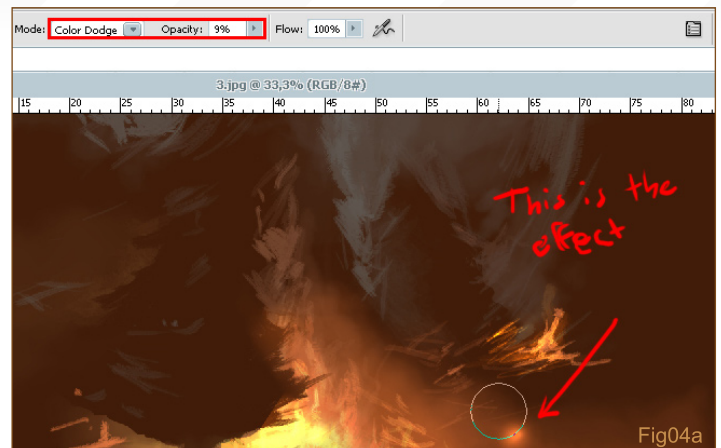 Mode: Color Dodge Opacity: 9% Flow: 100%
3.jpg @ 33,3% (RGB/8#)
15 20 25 30 35 40 45 50 55 60 65 70 75 80
This is the
effect
Fig04a